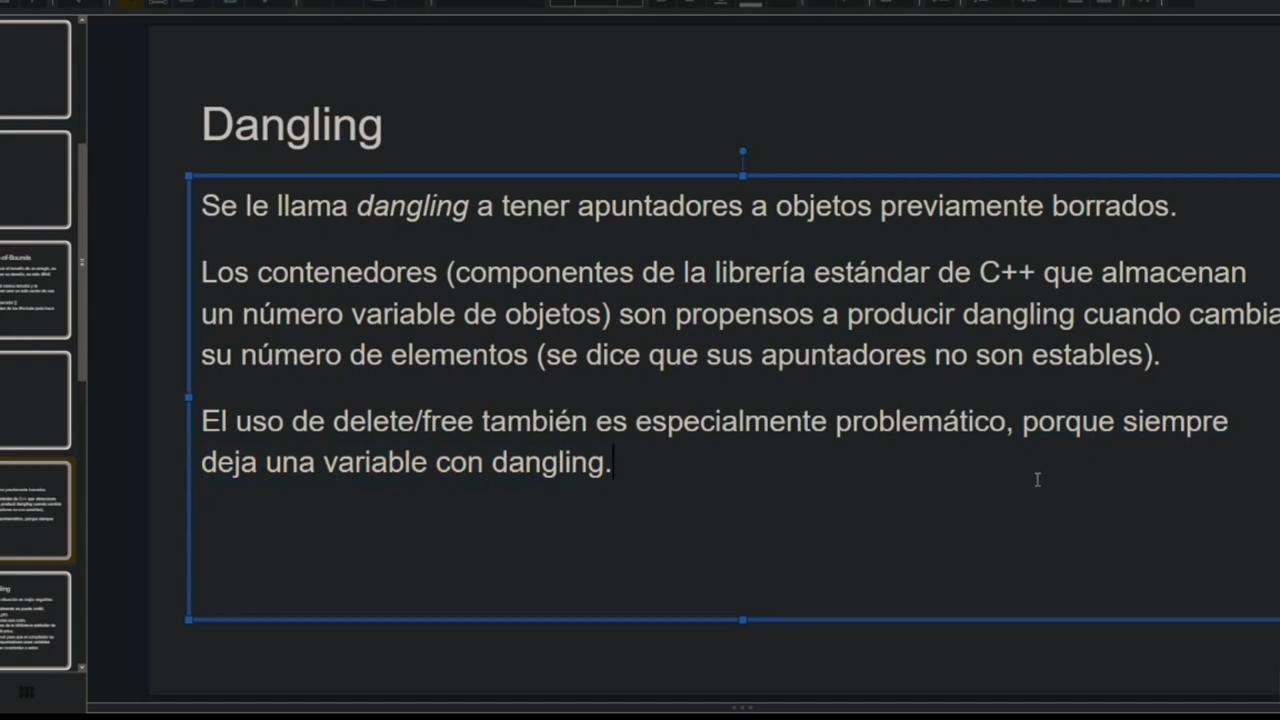 Dangling
Se le llama dangling a tener apuntadores a objetos previamente borrados.
Los contenedores (componentes de la librería estándar de C++ que almacenan
un número variable de objetos) son propensos a producir dangling cuando cambia
su número de elementos (se dice que sus apuntadores no son estables).
El uso de delete/free también es especialmente problemático, porque siempre
deja una variable con dangling.